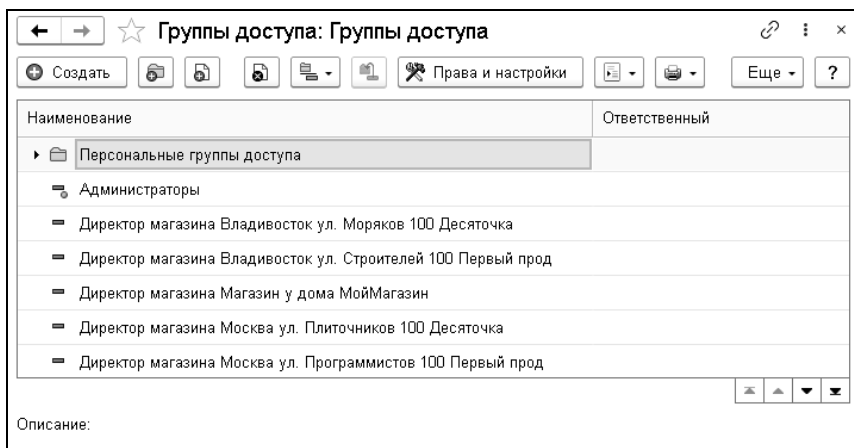 Группы доступа: Группы доступа
Создать Права и настройки Еще ?
Наименование Ответственный
Персональные группы доступа
Администраторы
Директор магазина Владивосток ул. Моряков 100 Десяточка
Директор магазина Владивосток ул. Строителей 100 Первый прод
Директор магазина Магазин у дома МойМагазин
Директор магазина Москва ул. Плиточников 100 Десяточка
Директор магазина Москва ул. Программистов 100 Первый прод
Описание: